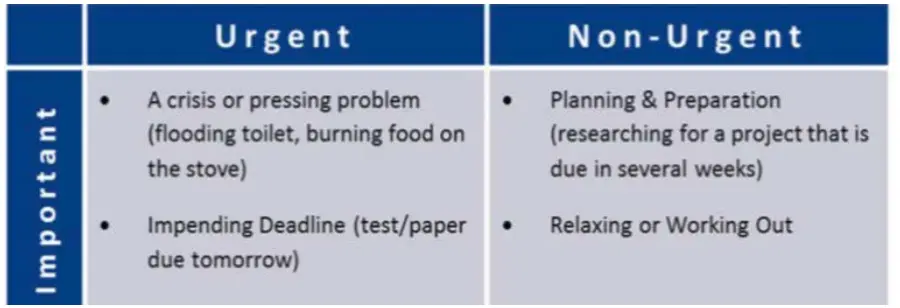 Urgent
Non-Urgent
Important
• A crisis or pressing problem
(flooding toilet, burning food on
the stove)
• Impending Deadline (test/paper
due tomorrow)
• Planning & Preparation
(researching for a project that is
due in several weeks)
• Relaxing or Working Out